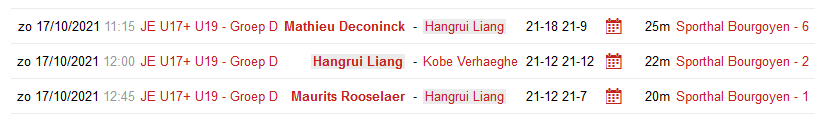 zo 17/10/2021 11:15 JE U17+ U19 - Groep D Mathieu Deconinck - Hangrui Liang 21-18 21-9 25m Sporthal Bourgoyen - 6
zo 17/10/2021 12:00 JE U17+ U19 - Groep D Hangrui Liang - Kobe Verhaeghe 21-12 21-12 22m Sporthal Bourgoyen - 2
zo 17/10/2021 12:45 JE U17+ U19 - Groep D Maurits Rooselaer - Hangrui Liang 21-12 21-7 20m Sporthal Bourgoyen - 1